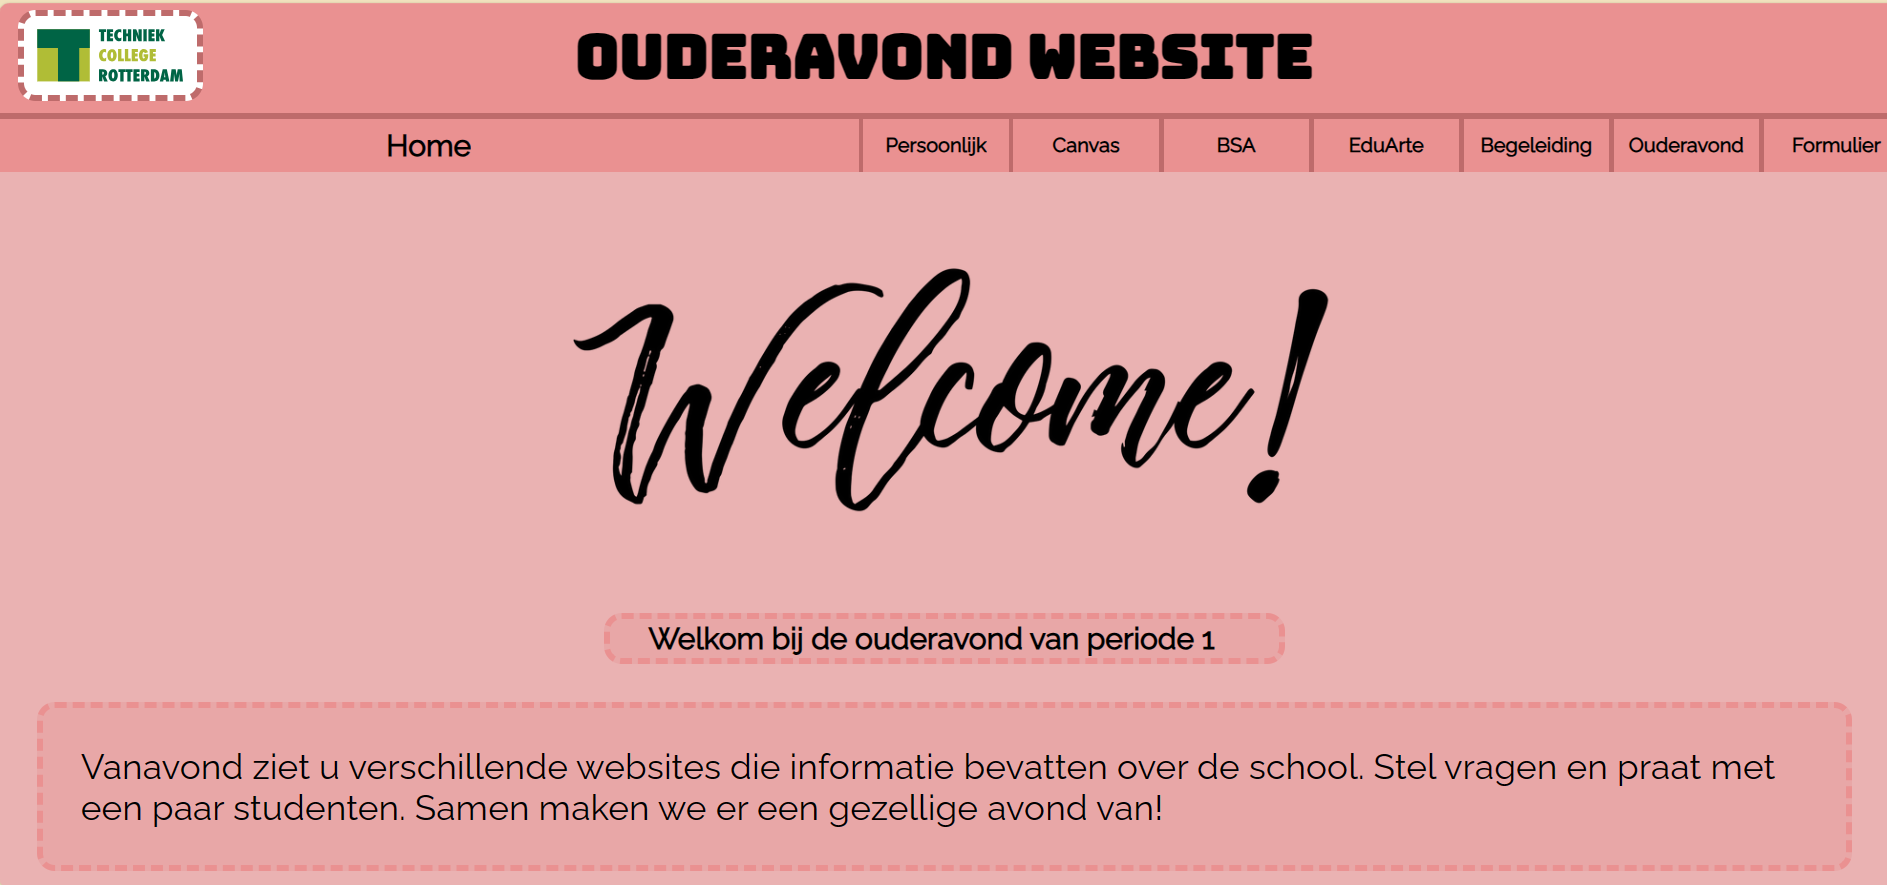 TECHNIEK
COLLEGE
ROTTERDAM
OUDERAVOND WEBSITE
Home
Persoonlijk
Canvas
BSA
EduArte
Begeleiding
Ouderavond
Formulier
Welcome!
Welkom bij de ouderavond van periode 1
Vanavond ziet u verschillende websites die informatie bevatten over de school. Stel vragen en praat met
een paar studenten. Samen maken we er een gezellige avond van!